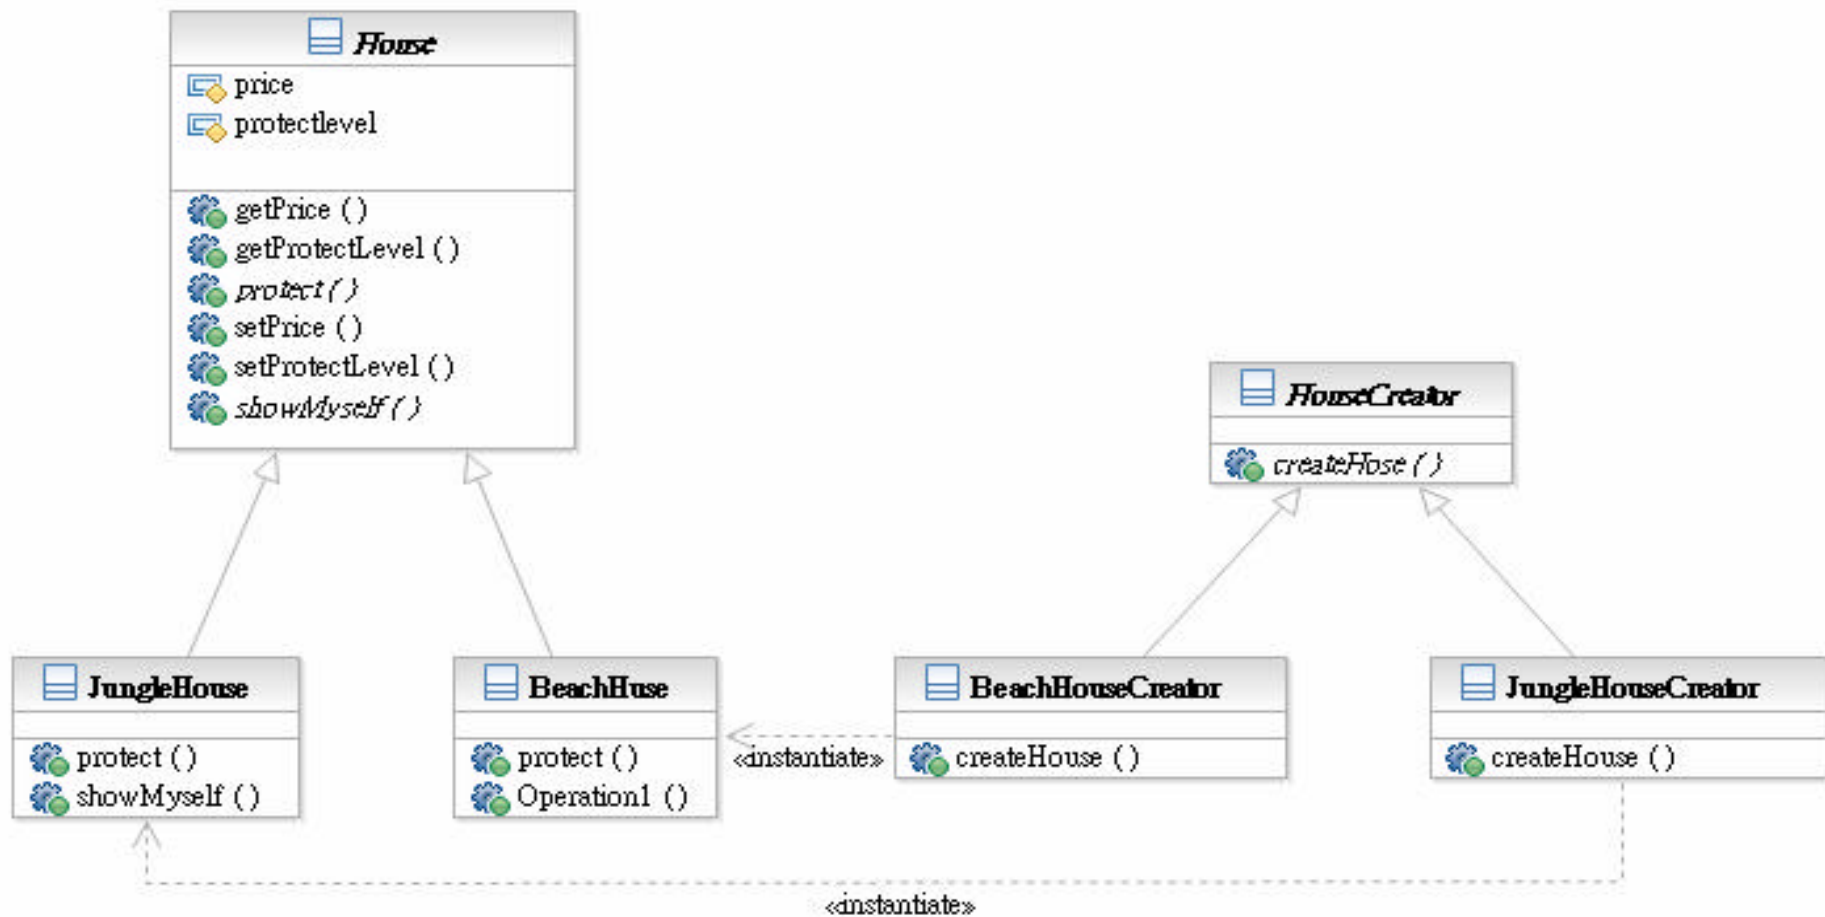 House
price
protectlevel
getPrice ()
getProtectLevel ()
protect ()
setPrice ()
setProtectLevel ()
showMyself ()
HouseCreator
createHose ()
JungleHouse
protect ()
showMyself ()
BeachHuse
protect ()
Operation1 ()
«instantiate»
BeachHouseCreator
createHouse ()
JungleHouseCreator
createHouse ()
«instantiate»